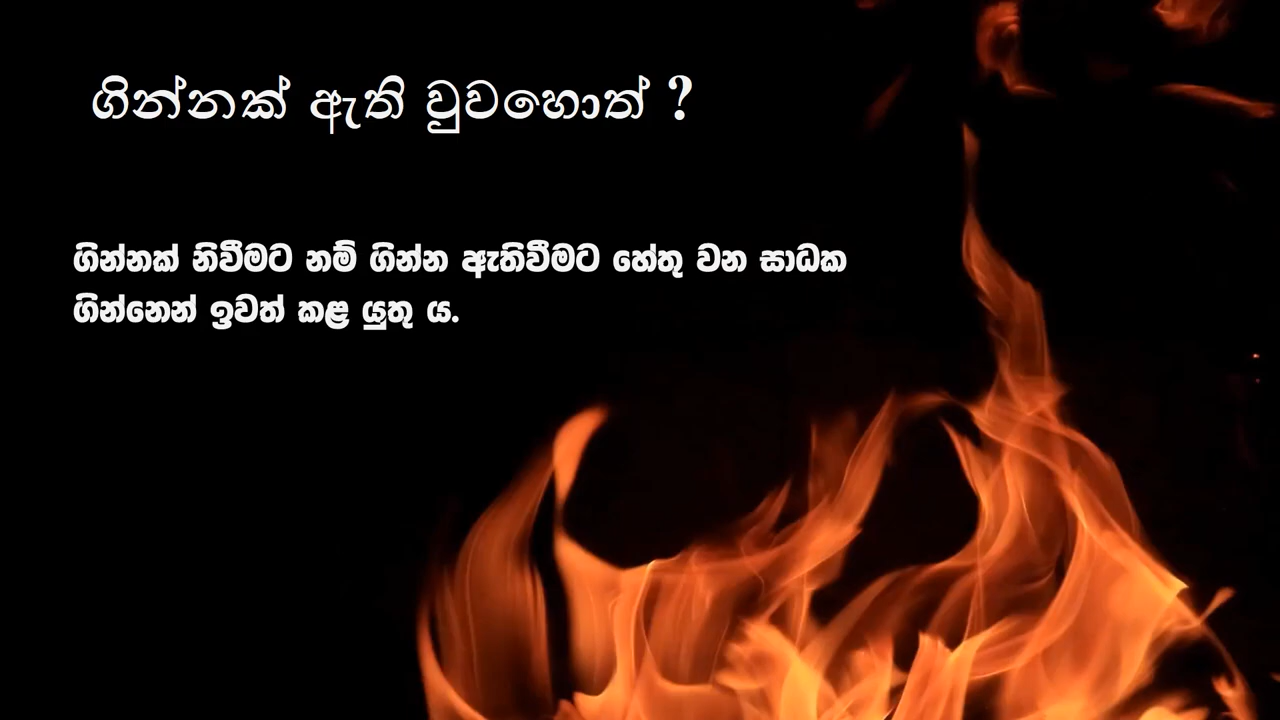 ගින්නක් ඇති වුවහොත් ?
ගින්නක් නිවීමට නම් ගින්න ඇතිවීමට හේතු වන සාධක
ගින්නෙන් ඉවත් කළ යුතු ය.